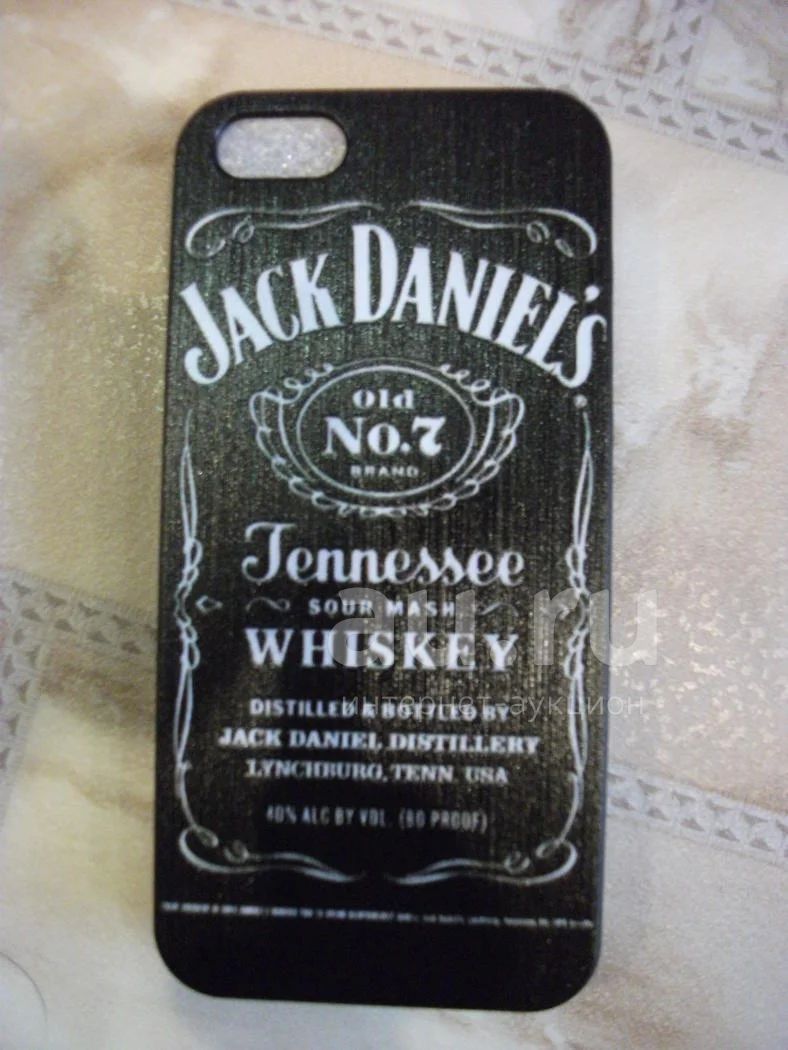 JACK DANIEL'S
Old
No.7
BRAND
Tennessee
SOUR MASH
WHISKEY
au.ru
интернет-аукцион
DISTILLED & BOTTLED BY
JACK DANIEL DISTILLERY
LYNCHBURG, TENN. USA
40% ALC BY VOL. (80 PROOF)